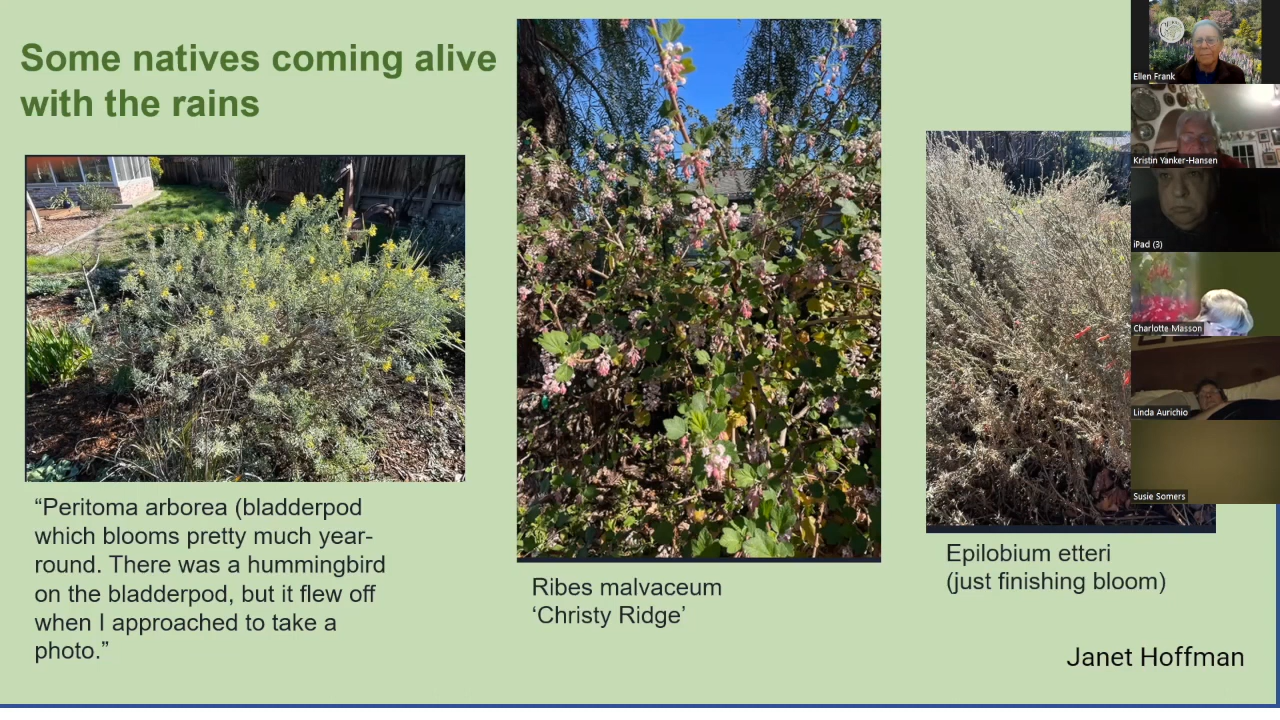 Some natives coming alive
with the rains
“Peritoma arborea (bladderpod
which blooms pretty much year-
round. There was a hummingbird
on the bladderpod, but it flew off
when I approached to take a
photo.”
Ribes malvaceum
‘Christy Ridge’
Epilobium etteri
(just finishing bloom)
Janet Hoffman
Ellen Frank
Kristin Yanker-Hansen
iPad (3)
Charlotte Masson
Linda Aurichio
Susie Somers